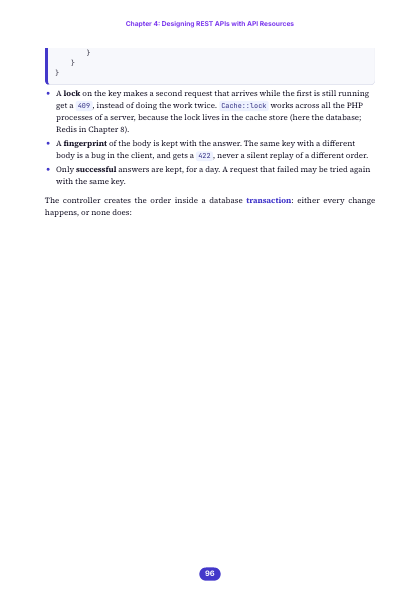 Chapter 4: Designing REST APIs with API Resources
        }
    }
}
• A lock on the key makes a second request that arrives while the first is still running
get a 409, instead of doing the work twice. Cache::lock works across all the PHP
processes of a server, because the lock lives in the cache store (here the database;
Redis in Chapter 8).
• A fingerprint of the body is kept with the answer. The same key with a different
body is a bug in the client, and gets a 422, never a silent replay of a different order.
• Only successful answers are kept, for a day. A request that failed may be tried again
with the same key.
The controller creates the order inside a database transaction: either every change
happens, or none does:
96